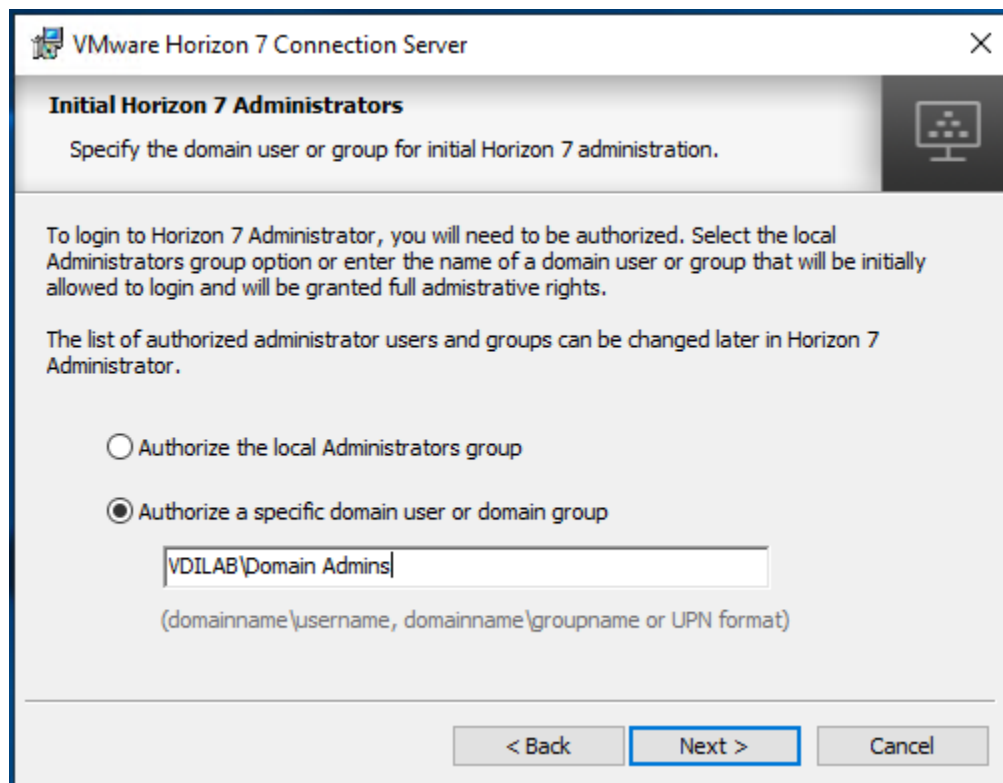 VMware Horizon 7 Connection Server
Initial Horizon 7 Administrators
Specify the domain user or group for initial Horizon 7 administration.
To login to Horizon 7 Administrator, you will need to be authorized. Select the local
Administrators group option or enter the name of a domain user or group that will be initially
allowed to login and will be granted full admistrative rights.
The list of authorized administrator users and groups can be changed later in Horizon 7
Administrator.
Authorize the local Administrators group
Authorize a specific domain user or domain group
VDILAB\Domain Admins
(domainname\username, domainname\groupname or UPN format)
< Back Next > Cancel